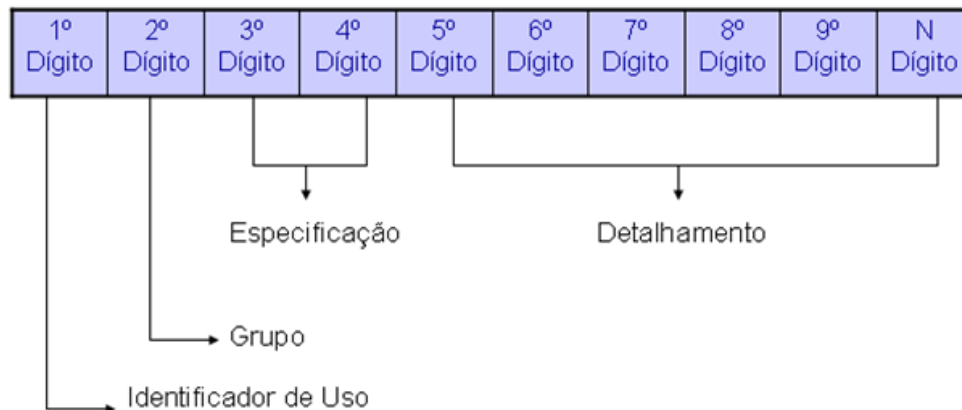 1º 2º 3º 4º 5º 6º 7º 8º 9º N
Dígito Dígito Dígito Dígito Dígito Dígito Dígito Dígito Dígito Dígito
Especificação Detalhamento
Grupo
Identificador de Uso